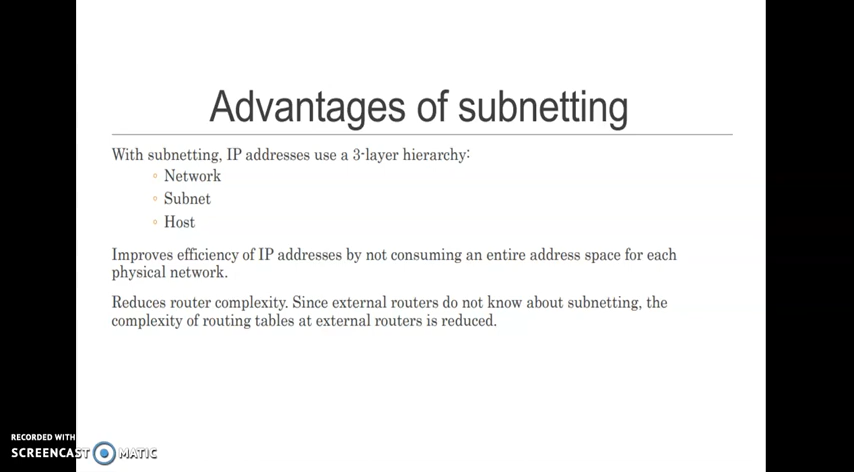 Advantages of subnetting
With subnetting, IP addresses use a 3-layer hierarchy:
◦ Network
◦ Subnet
◦ Host
Improves efficiency of IP addresses by not consuming an entire address space for each
physical network.
Reduces router complexity. Since external routers do not know about subnetting, the
complexity of routing tables at external routers is reduced.
RECORDED WITH
SCREENCAST MATIC